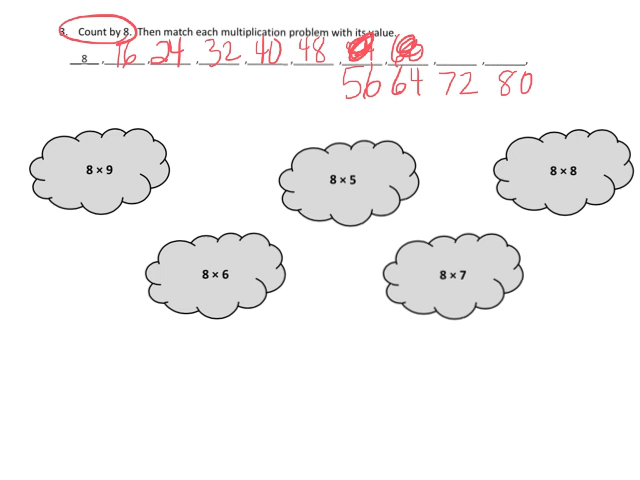 3. Count by 8. Then match each multiplication problem with its value.
8, 16, 24, 32, 40, 48,
56 64 72 80
8 × 9
8 × 5
8 × 8
8 × 6
8 × 7